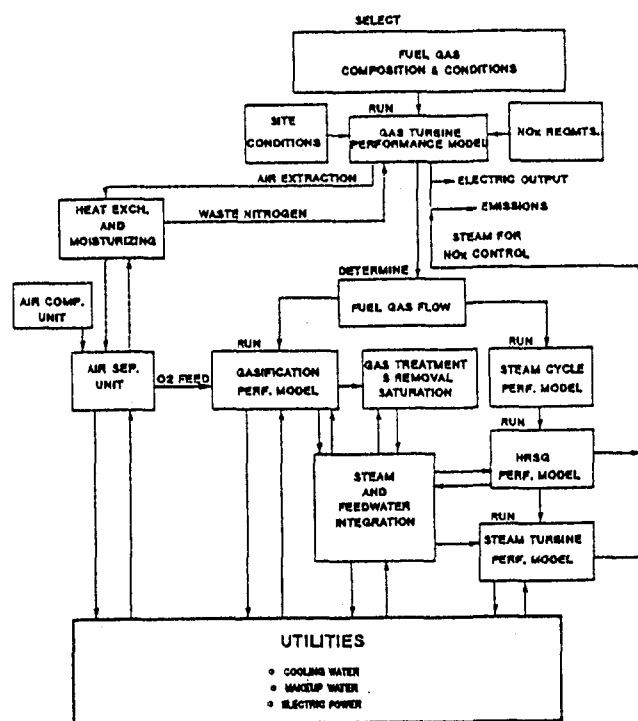 SELECT
FUEL GAS
COMPOSITION & CONDITIONS
RUN
SITE
CONDITIONS
GAS TURBINE
PERFORMANCE MODEL
NOx REQMTS.
AIR EXTRACTION
ELECTRIC OUTPUT
HEAT EXCH.
AND
MOISTURIZING
WASTE NITROGEN
EMISSIONS
STEAM FOR
NOx CONTROL
DETERMINE
AIR COMP.
UNIT
FUEL GAS FLOW
RUN
RUN
AIR SEP.
UNIT
O2 FEED
GASIFICATION
PERF. MODEL
GAS TREATMENT
& REMOVAL
SATURATION
STEAM CYCLE
PERF. MODEL
RUN
HRSG
PERF. MODEL
STEAM
AND
FEEDWATER
INTEGRATION
RUN
STEAM TURBINE
PERF. MODEL
UTILITIES
o COOLING WATER
o MAKEUP WATER
o ELECTRIC POWER